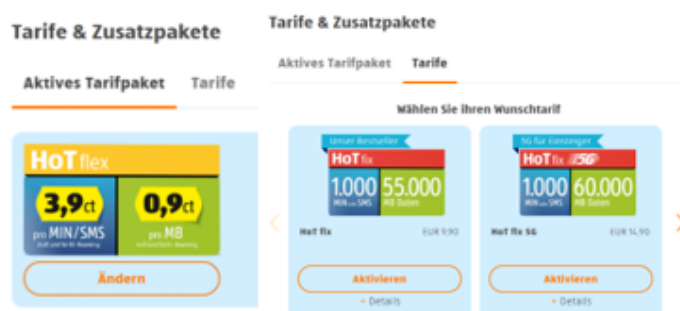 Tarife & Zusatzpakete
Aktives Tarifpaket Tarife
HoT flex
3,9ct
pro MIN/SMS
0,9ct
pro MB
Ändern
Tarife & Zusatzpakete
Aktives Tarifpaket Tarife
Wählen Sie ihren Wunschtarif
Unser Bestseller
HoT fix
1.000 55.000
MIN SMS MB Daten
HoT fix EUR 9,90
Aktivieren
+ Details
5G für Einsteiger
HoT fix 5G
1.000 60.000
MIN SMS MB Daten
HoT fix 5G EUR 14,90
Aktivieren
+ Details